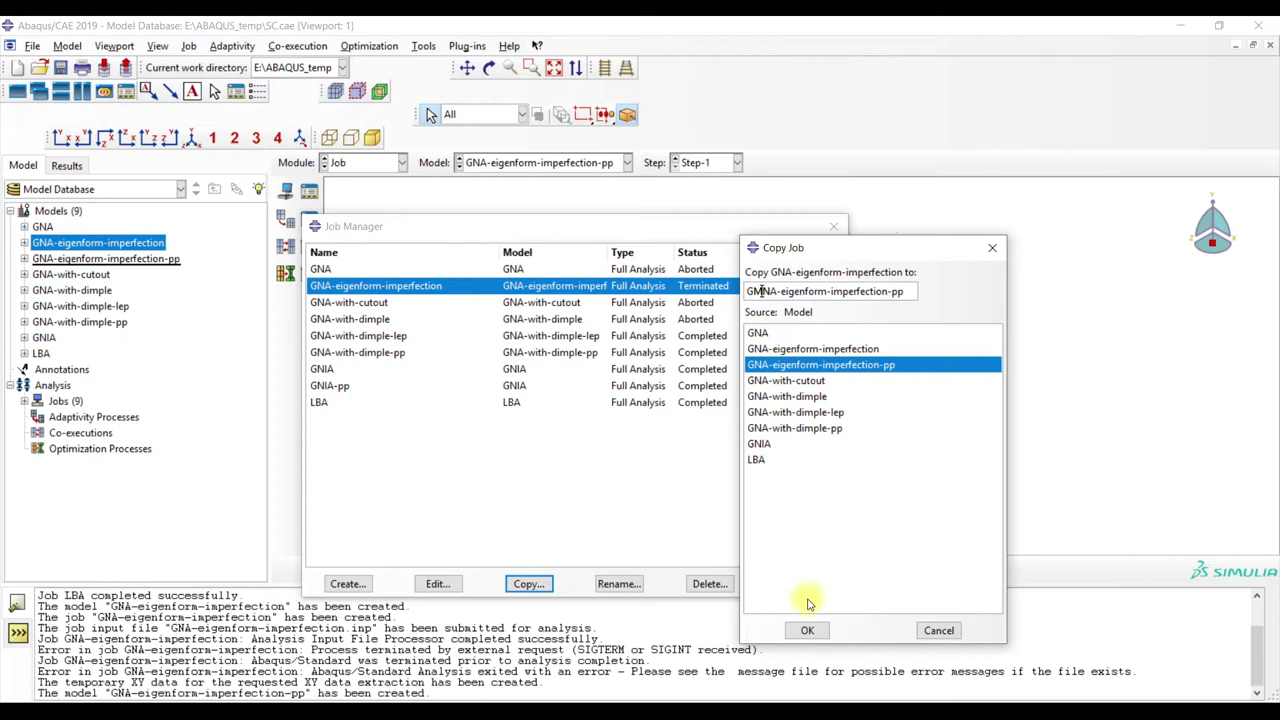 Abaqus/CAE 2019 - Model Database: E:\ABAQUS_temp\SC.cae [Viewport: 1]
File Model Viewport View Job Adaptivity Co-execution Optimization Tools Plug-ins Help
Current work directory: E:\ABAQUS_temp
All
1 2 3 4
Model Results
Module: Job Model: GNA-eigenform-imperfection-pp Step: Step-1
Model Database
Models (9)
GNA
GNA-eigenform-imperfection
GNA-eigenform-imperfection-pp
GNA-with-cutout
GNA-with-dimple
GNA-with-dimple-lep
GNA-with-dimple-pp
GNIA
LBA
Annotations
Analysis
Jobs (9)
Adaptivity Processes
Co-executions
Optimization Processes
Job Manager
Name Model Type Status
GNA GNA Full Analysis Aborted
GNA-eigenform-imperfection GNA-eigenform-imperf Full Analysis Terminated
GNA-with-cutout GNA-with-cutout Full Analysis Aborted
GNA-with-dimple GNA-with-dimple Full Analysis Aborted
GNA-with-dimple-lep GNA-with-dimple-lep Full Analysis Completed
GNA-with-dimple-pp GNA-with-dimple-pp Full Analysis Completed
GNIA GNIA Full Analysis Completed
GNIA-pp GNIA Full Analysis Completed
LBA LBA Full Analysis Completed
Create... Edit... Copy... Rename... Delete...
Copy Job
Copy GNA-eigenform-imperfection to:
GMNA-eigenform-imperfection-pp
Source: Model
GNA
GNA-eigenform-imperfection
GNA-eigenform-imperfection-pp
GNA-with-cutout
GNA-with-dimple
GNA-with-dimple-lep
GNA-with-dimple-pp
GNIA
LBA
OK Cancel
Y
SIMULIA
Job LBA completed successfully.
The model "GNA-eigenform-imperfection" has been created.
The job "GNA-eigenform-imperfection" has been created.
The job input file "GNA-eigenform-imperfection.inp" has been submitted for analysis.
Job GNA-eigenform-imperfection: Analysis Input File Processor completed successfully.
Error in job GNA-eigenform-imperfection: Process terminated by external request (SIGTERM or SIGINT received).
Job GNA-eigenform-imperfection: Abaqus/Standard was terminated prior to analysis completion.
Error in job GNA-eigenform-imperfection: Abaqus/Standard Analysis exited with an error - Please see the message file for possible error messages if the file exists.
The temporary XY data for the requested XY data extraction has been created.
The model "GNA-eigenform-imperfection-pp" has been created.